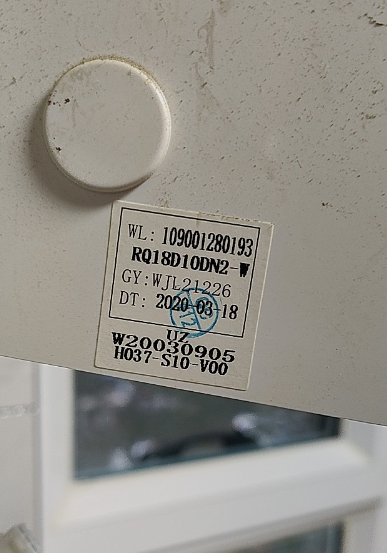 WL: 109001280193
RQ18D10DN2-W
GY:WJL21226
DT: 2020-03-18
UZ
W20030905
H037-S10-V00